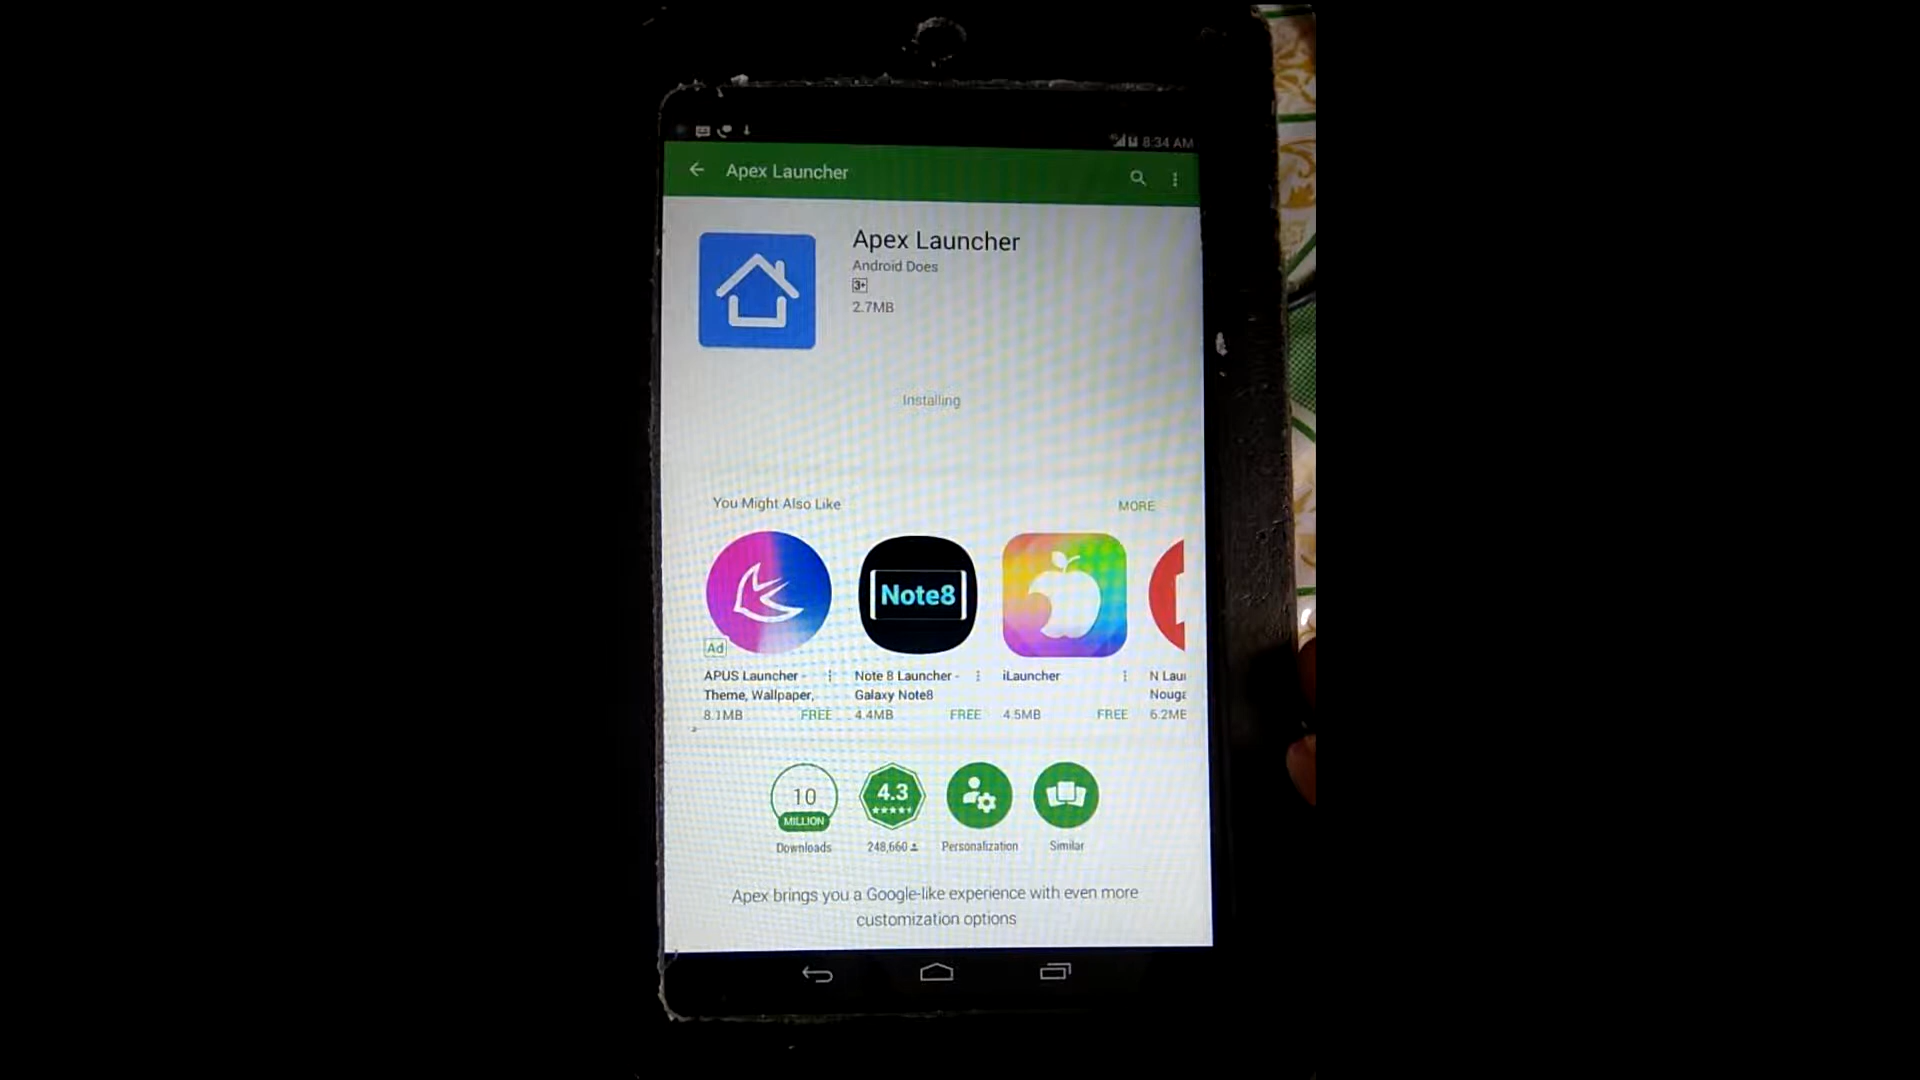 8:34 AM
Apex Launcher
Apex Launcher
Android Does
3+
2.7MB
Installing
You Might Also Like
MORE
Note8
Ad
APUS Launcher -
Theme, Wallpaper,
8.1MB FREE
Note 8 Launcher -
Galaxy Note8
4.4MB FREE
iLauncher
4.5MB FREE
N Lau
Nouga
6.2MB
10
MILLION
Downloads
4.3
248,660
Personalization
Similar
Apex brings you a Google-like experience with even more
customization options